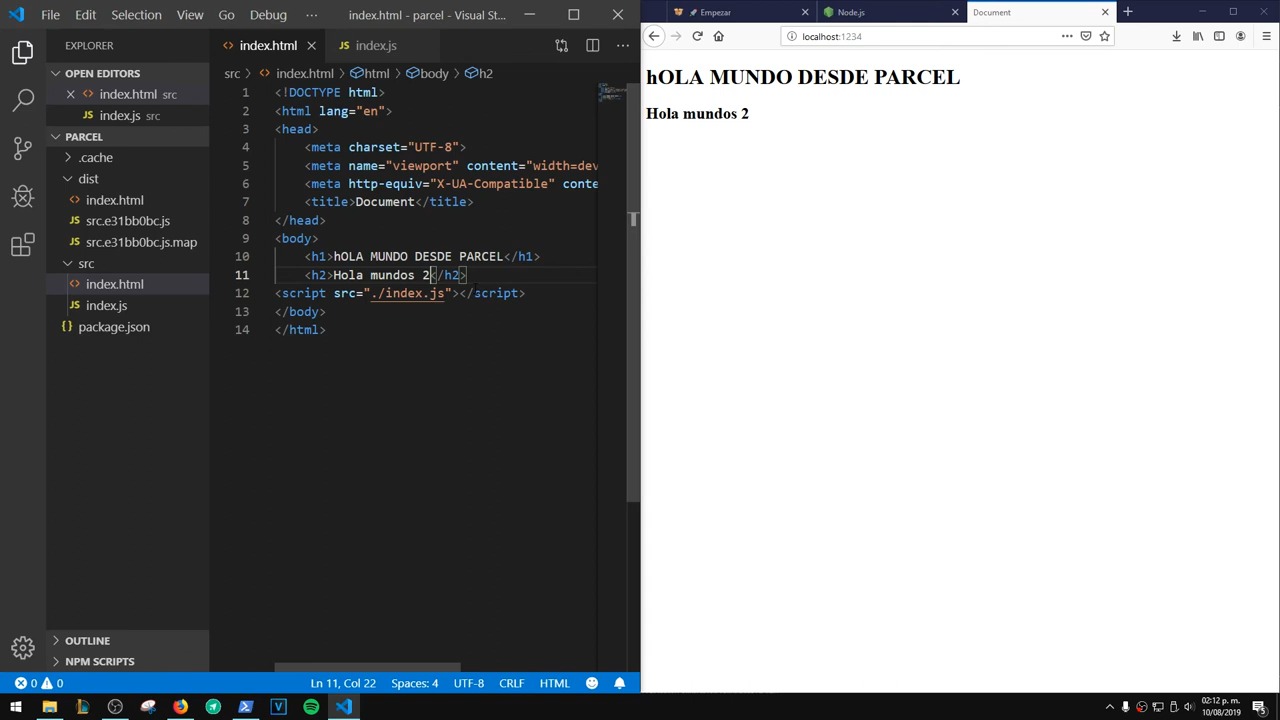 File Edit Selection View Go Debug ··· index.html - parcel - Visual St...
EXPLORER
OPEN EDITORS
index.html src
index.js src
PARCEL
.cache
dist
index.html
src.e31bb0bc.js
src.e31bb0bc.js.map
src
index.html
index.js
package.json
OUTLINE
NPM SCRIPTS
index.html
index.js
src > index.html > html > body > h2
1 <!DOCTYPE html>
2 <html lang="en">
3 <head>
4 <meta charset="UTF-8">
5 <meta name="viewport" content="width=dev
6 <meta http-equiv="X-UA-Compatible" conte
7 <title>Document</title>
8 </head>
9 <body>
10 <h1>hOLA MUNDO DESDE PARCEL</h1>
11 <h2>Hola mundos 2</h2>
12 <script src="./index.js"></script>
13 </body>
14 </html>
0 0 Ln 11, Col 22 Spaces: 4 UTF-8 CRLF HTML
Empezar
Node.js
Document
localhost:1234
hOLA MUNDO DESDE PARCEL
Hola mundos 2
02:12 p. m.
10/08/2019
5